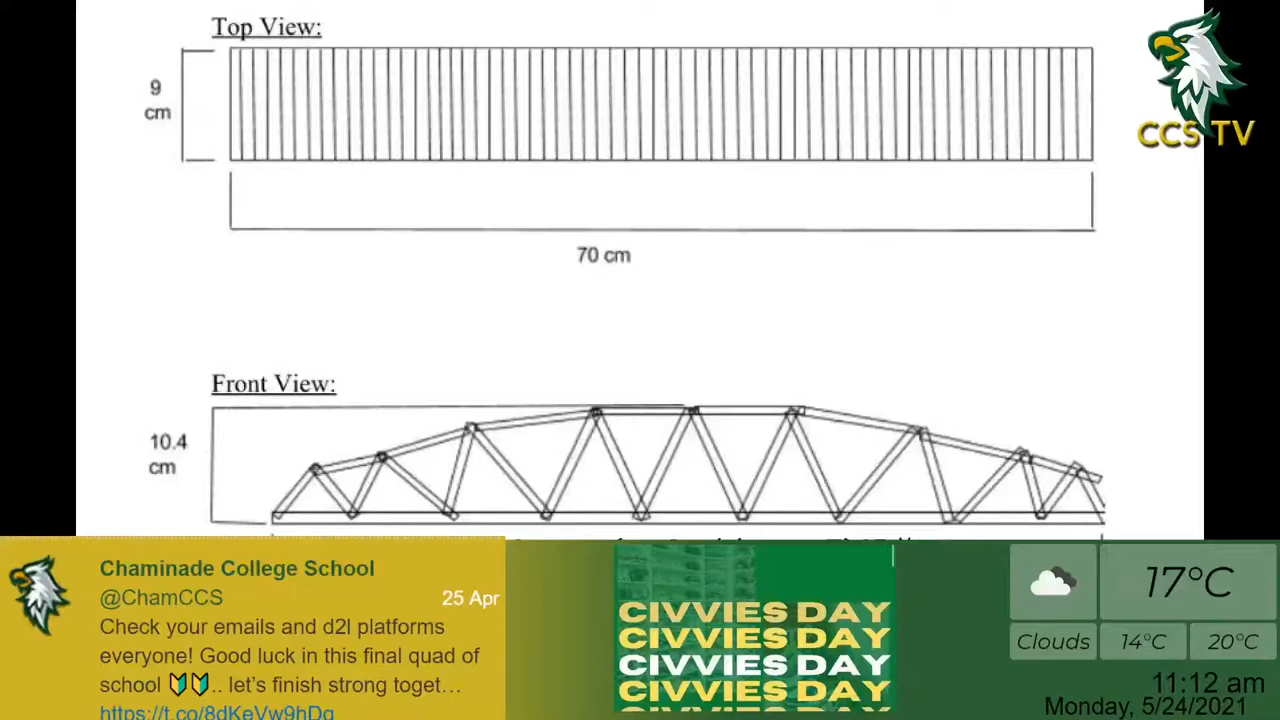 Top View:
9
cm
70 cm
CCS TV
Front View:
10.4
cm
Chaminade College School
@ChamCCS
25 Apr
Check your emails and d2l platforms
everyone! Good luck in this final quad of
school .. let's finish strong toget…
https://t.co/8dKeVw9hDg
CIVVIES DAY
CIVVIES DAY
CIVVIES DAY
CIVVIES DAY
17°C
Clouds
14°C
20°C
11:12 am
Monday, 5/24/2021